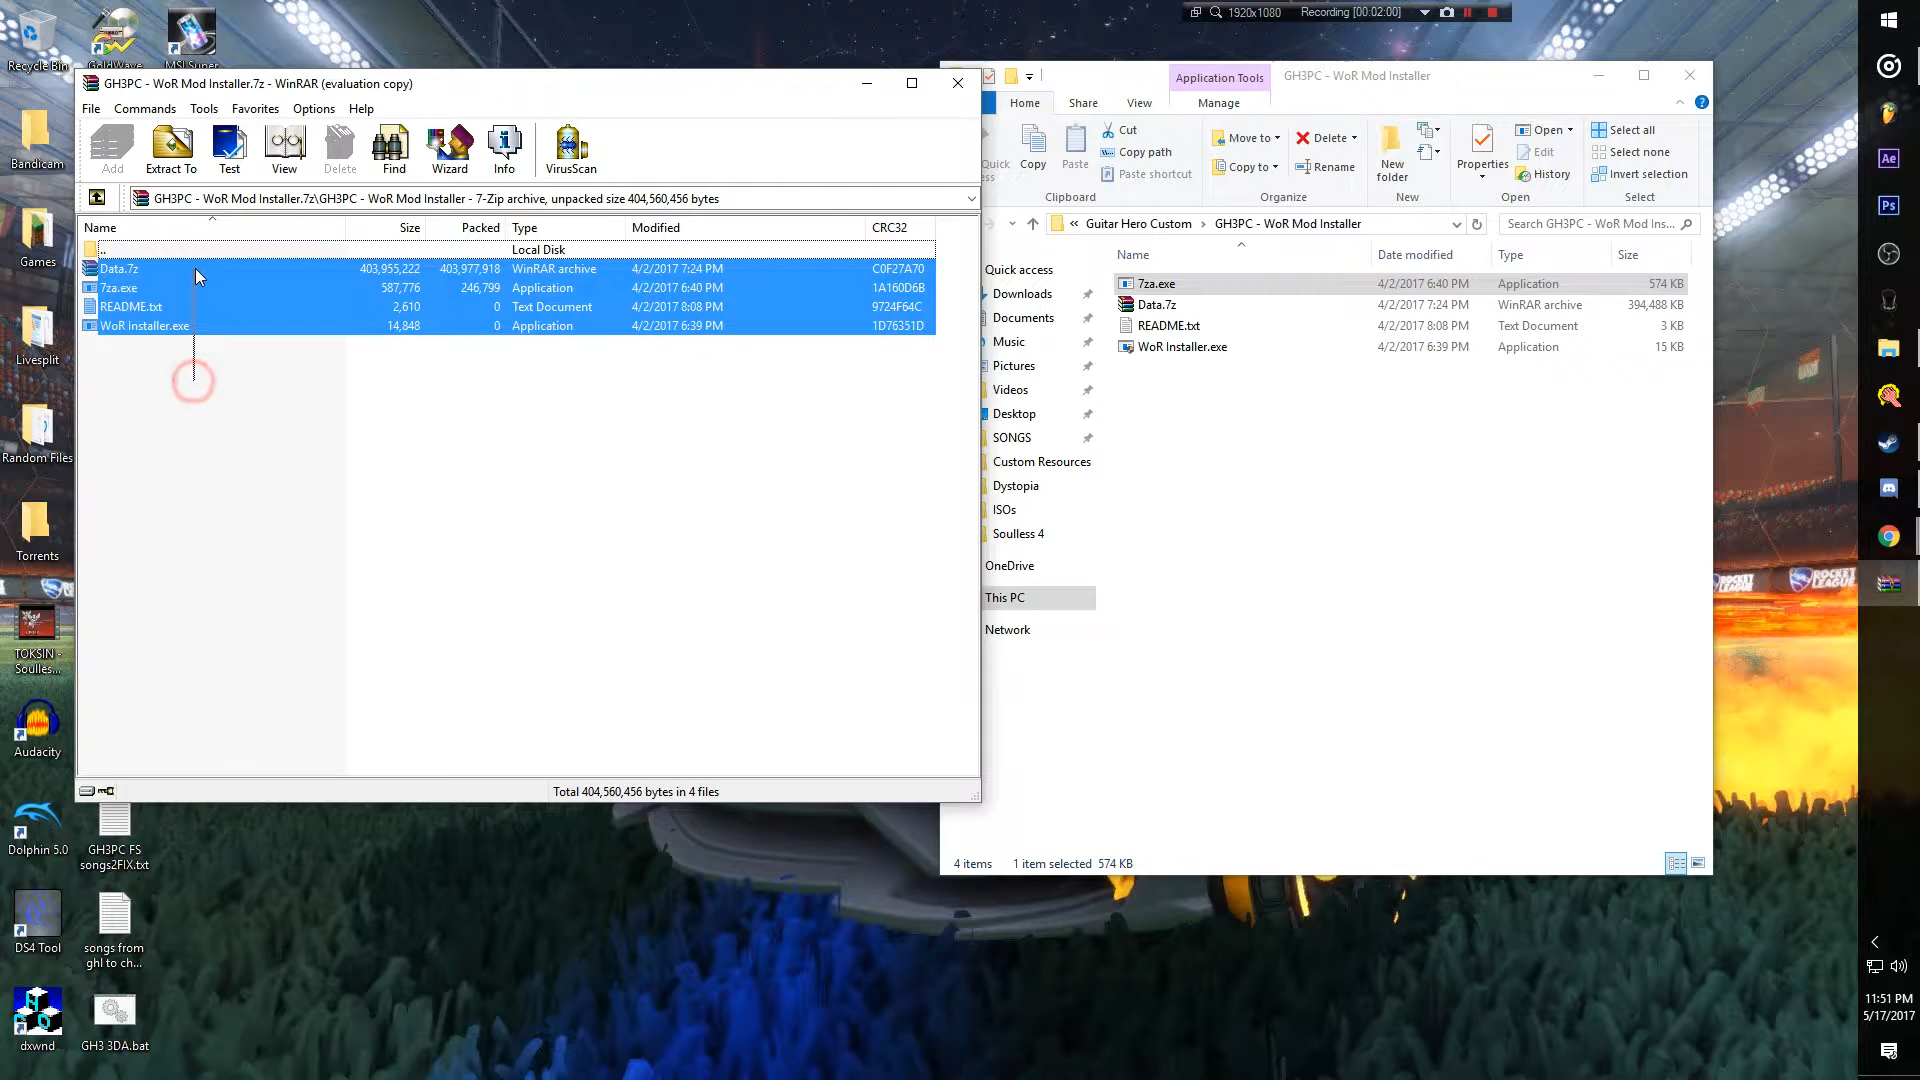 1920x1080 Recording [00:02:00]
Recycle Bin
GoldWave
MSI Super
Bandicam
Games
Livesplit
Random Files
Torrents
TOKSIN - Soulles...
Audacity
Dolphin 5.0
GH3PC FS songs2FIX.txt
DS4 Tool
songs from ghl to ch...
dxwnd
GH3 3DA.bat
GH3PC - WoR Mod Installer.7z - WinRAR (evaluation copy)
File Commands Tools Favorites Options Help
Add Extract To Test View Delete Find Wizard Info VirusScan
GH3PC - WoR Mod Installer.7z\GH3PC - WoR Mod Installer - 7-Zip archive, unpacked size 404,560,456 bytes
Name Size Packed Type Modified CRC32
.. Local Disk
Data.7z 403,955,222 403,977,918 WinRAR archive 4/2/2017 7:24 PM C0F27A70
7za.exe 587,776 246,799 Application 4/2/2017 6:40 PM 1A160D6B
README.txt 2,610 0 Text Document 4/2/2017 8:08 PM 9724F64C
WoR Installer.exe 14,848 0 Application 4/2/2017 6:39 PM 1D76351D
Total 404,560,456 bytes in 4 files
Application Tools GH3PC - WoR Mod Installer
Home Share View Manage
Copy Paste Cut Copy path Paste shortcut
Clipboard
Move to Copy to Delete Rename
Organize
New folder
New
Properties Open Edit History
Open
Select all Select none Invert selection
Select
« Guitar Hero Custom > GH3PC - WoR Mod Installer
Search GH3PC - WoR Mod Ins...
Quick access
Downloads
Documents
Music
Pictures
Videos
Desktop
SONGS
Custom Resources
Dystopia
ISOs
Soulless 4
OneDrive
This PC
Network
Name Date modified Type Size
7za.exe 4/2/2017 6:40 PM Application 574 KB
Data.7z 4/2/2017 7:24 PM WinRAR archive 394,488 KB
README.txt 4/2/2017 8:08 PM Text Document 3 KB
WoR Installer.exe 4/2/2017 6:39 PM Application 15 KB
4 items 1 item selected 574 KB
Ae
Ps
ROCKET LEAGUE
11:51 PM
5/17/2017